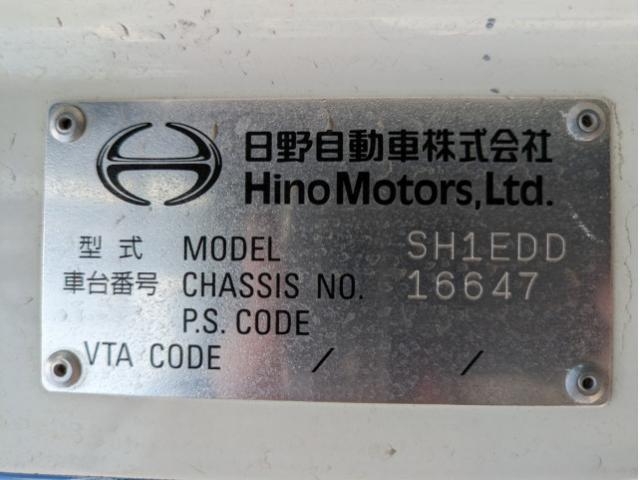 日野自動車株式会社
Hino Motors, Ltd.
型式 MODEL SH1EDD
車台番号 CHASSIS NO. 16647
P.S. CODE
VTA CODE / /